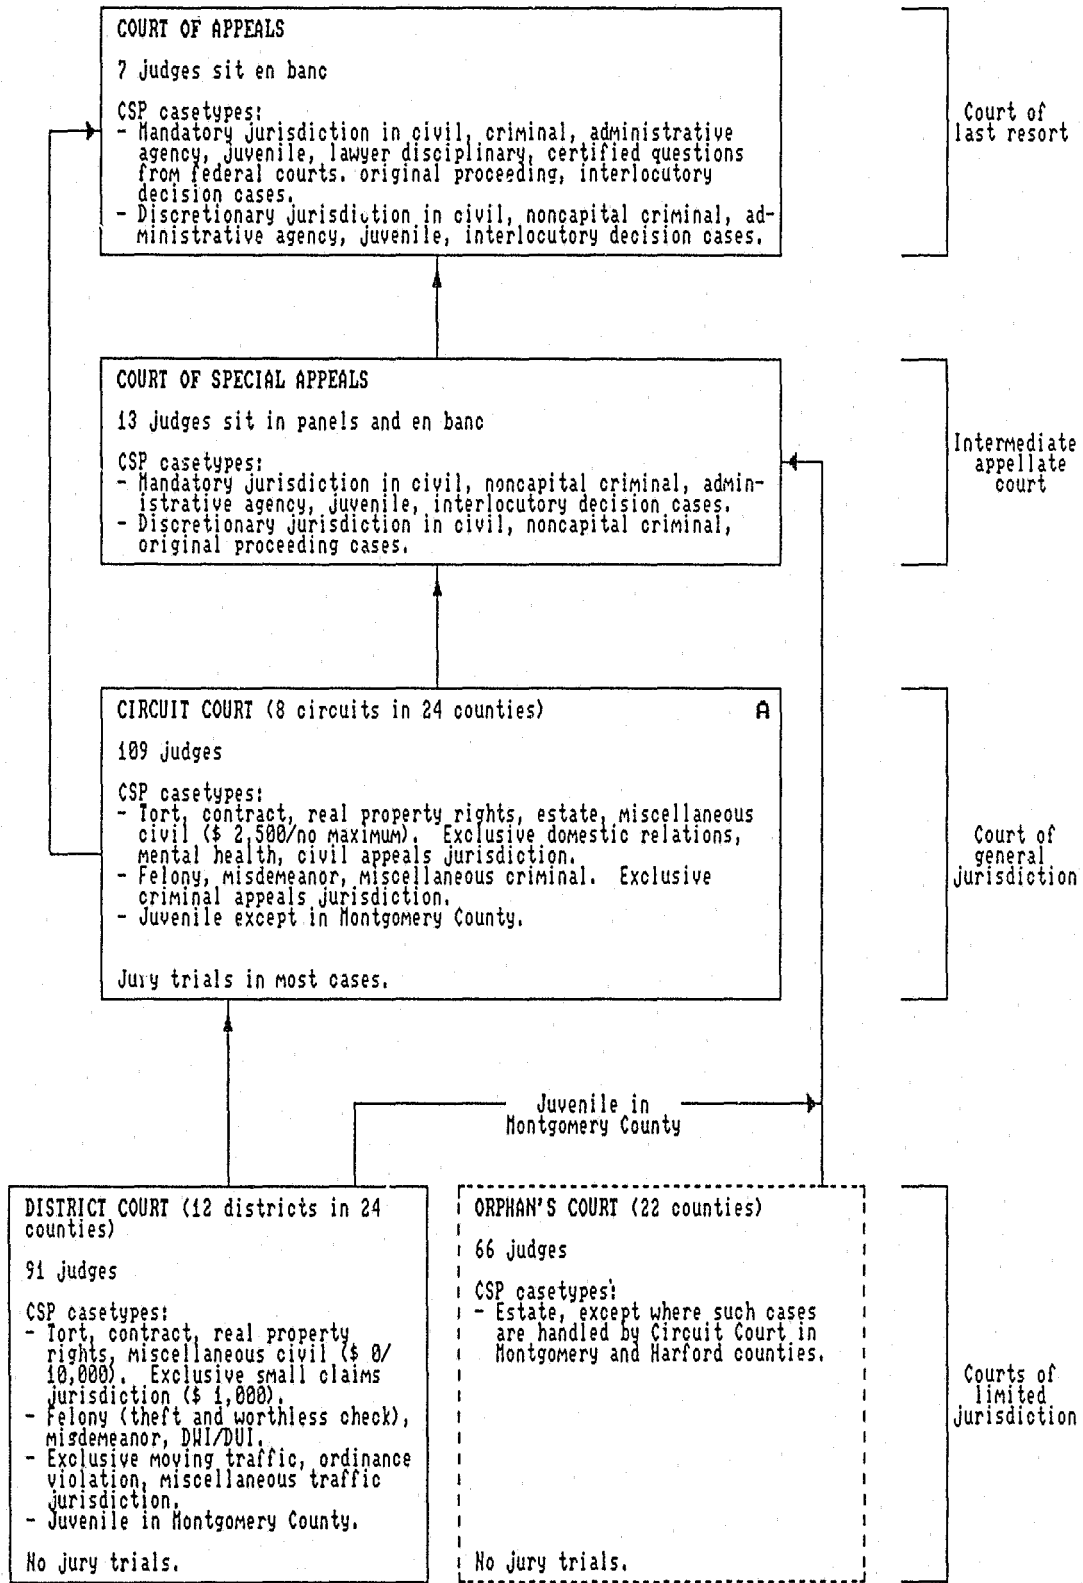 COURT OF APPEALS
7 judges sit en banc
CSP casetypes:
- Mandatory jurisdiction in civil, criminal, administrative
agency, juvenile, lawyer disciplinary, certified questions
from federal courts. original proceeding, interlocutory
decision cases.
- Discretionary jurisdiction in civil, noncapital criminal, ad-
ministrative agency, juvenile, interlocutory decision cases.
Court of
last resort
COURT OF SPECIAL APPEALS
13 judges sit in panels and en banc
CSP casetypes:
- Mandatory jurisdiction in civil, noncapital criminal, admin-
istrative agency, juvenile, interlocutory decision cases.
- Discretionary jurisdiction in civil, noncapital criminal,
original proceeding cases.
Intermediate
appellate
court
CIRCUIT COURT (8 circuits in 24 counties) A
109 judges
CSP casetypes:
- Tort, contract, real property rights, estate, miscellaneous
civil ($ 2,500/no maximum). Exclusive domestic relations,
mental health, civil appeals jurisdiction.
- Felony, misdemeanor, miscellaneous criminal. Exclusive
criminal appeals jurisdiction.
- Juvenile except in Montgomery County.
Jury trials in most cases.
Court of
general
jurisdiction
Juvenile in
Montgomery County
DISTRICT COURT (12 districts in 24
counties)
91 judges
CSP casetypes:
- Tort, contract, real property
rights, miscellaneous civil ($ 0/
10,000). Exclusive small claims
jurisdiction ($ 1,000).
- Felony (theft and worthless check),
misdemeanor, DWI/DUI.
- Exclusive moving traffic, ordinance
violation, miscellaneous traffic
jurisdiction.
- Juvenile in Montgomery County.
No jury trials.
ORPHAN'S COURT (22 counties)
66 judges
CSP casetypes:
- Estate, except where such cases
are handled by Circuit Court in
Montgomery and Harford counties.
No jury trials.
Courts of
limited
jurisdiction